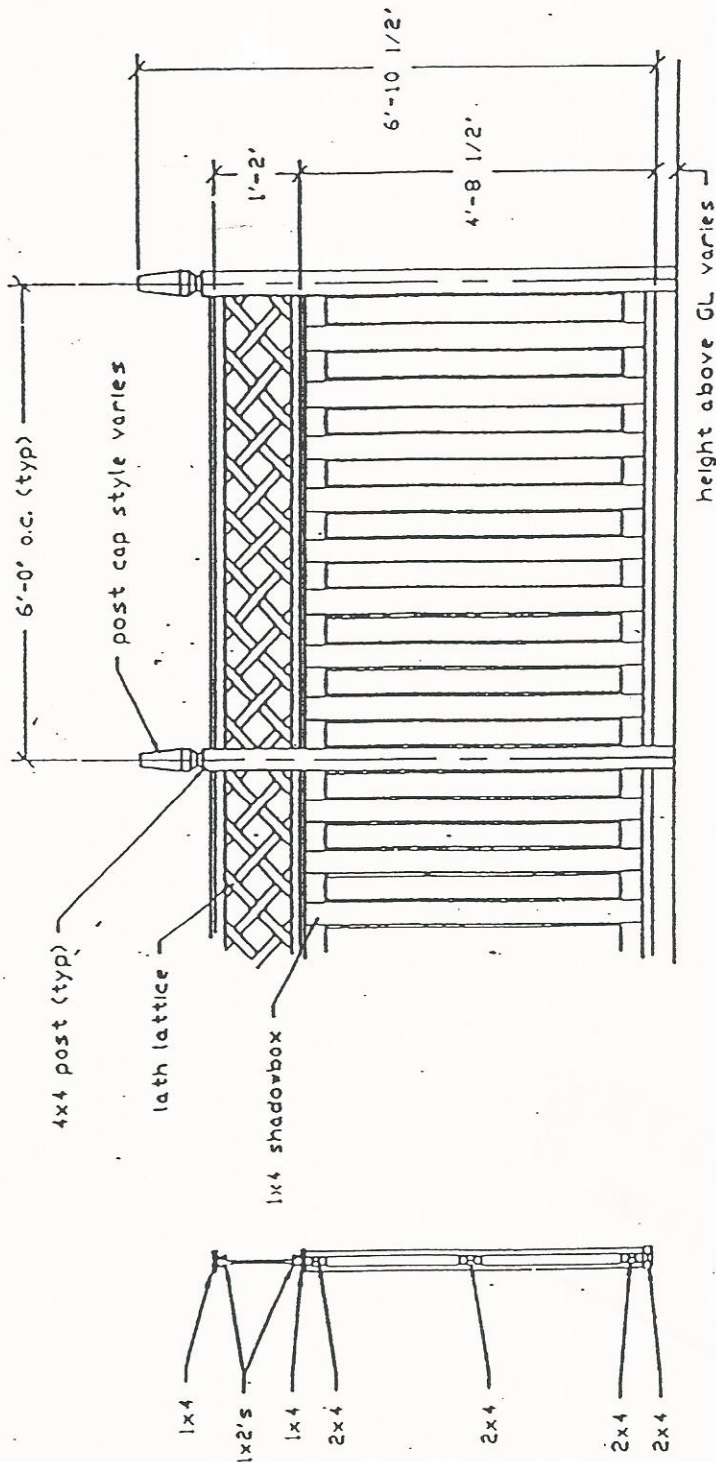 6'-0' o.c. (typ)
post cap style varies
4x4 post (typ)
lath lattice
1x4 shadowbox
1'-2'
6'-10 1/2'
4'-8 1/2'
height above GL varies
1x4
1x2's
1x4
2x4
2x4
2x4
2x4